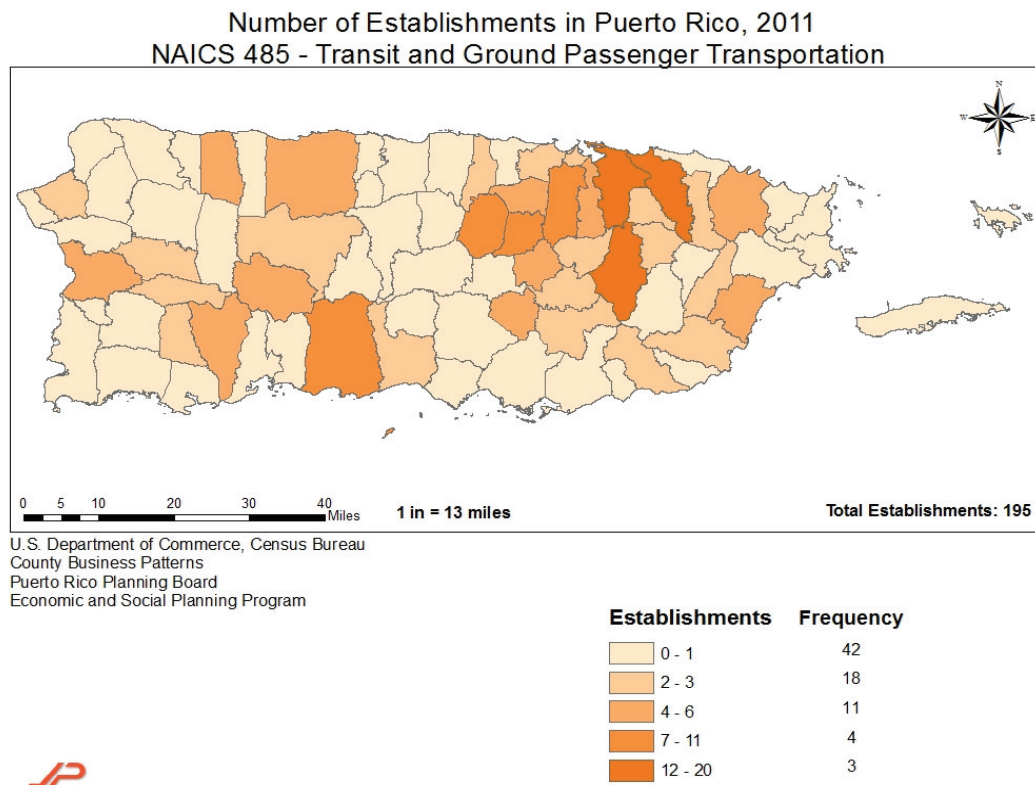 Number of Establishments in Puerto Rico, 2011
NAICS 485 - Transit and Ground Passenger Transportation
N
W E
S
0 5 10 20 30 40
Miles
1 in = 13 miles
Total Establishments: 195
U.S. Department of Commerce, Census Bureau
County Business Patterns
Puerto Rico Planning Board
Economic and Social Planning Program
Establishments Frequency
0 - 1 42
2 - 3 18
4 - 6 11
7 - 11 4
12 - 20 3
JP